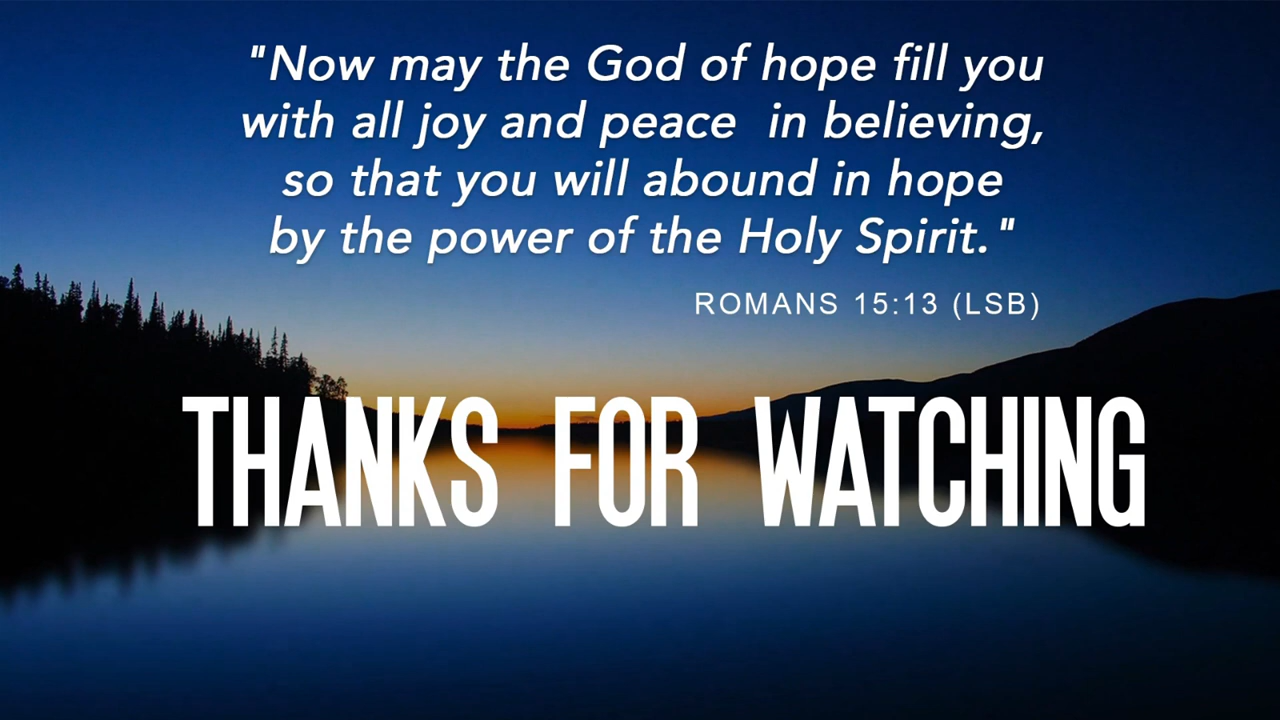 "Now may the God of hope fill you
with all joy and peace  in believing,
so that you will abound in hope
by the power of the Holy Spirit."
ROMANS 15:13 (LSB)
THANKS FOR WATCHING